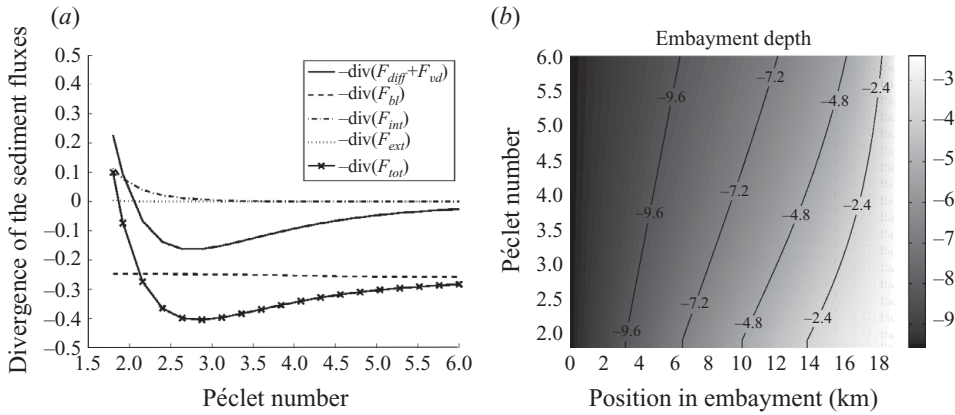 (a)
Divergence of the sediment fluxes
0.5
0.4
0.3
0.2
0.1
0
−0.1
−0.2
−0.3
−0.4
−0.5
1.5 2.0 2.5 3.0 3.5 4.0 4.5 5.0 5.5 6.0
Péclet number
−div(F_diff+F_vd)
−div(F_bl)
−div(F_int)
−div(F_ext)
−div(F_tot)
(b)
Embayment depth
Péclet number
6.0
5.5
5.0
4.5
4.0
3.5
3.0
2.5
2.0
0 2 4 6 8 10 12 14 16 18
Position in embayment (km)
−9.6 −7.2 −4.8 −2.4
−9.6 −7.2 −4.8 −2.4
−9.6 −7.2 −4.8 −2.4
−3
−4
−5
−6
−7
−8
−9